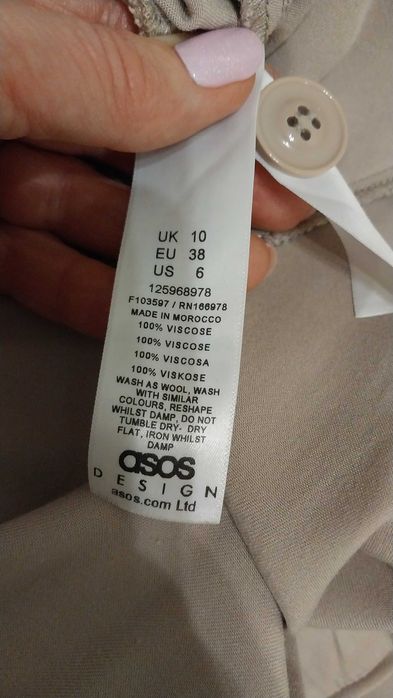 UK 10
EU 38
US 6
125968978
F103597 / RN166978
MADE IN MOROCCO
100% VISCOSE
100% VISCOSE
100% VISCOSA
100% VISKOSE
WASH AS WOOL, WASH
WITH SIMILAR
COLOURS, RESHAPE
WHILST DAMP, DO NOT
TUMBLE DRY- DRY
FLAT, IRON WHILST
DAMP
asos
DESIGN
asos.com Ltd